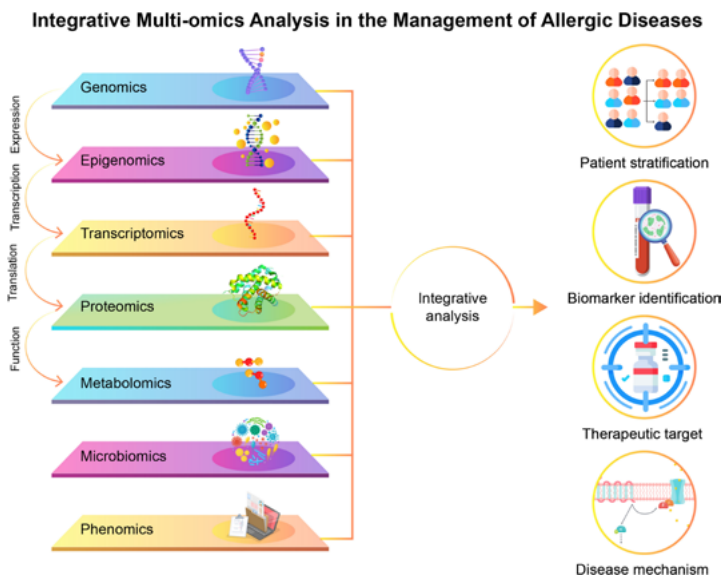 Integrative Multi-omics Analysis in the Management of Allergic Diseases
Genomics
Expression
Epigenomics
Transcription
Transcriptomics
Translation
Proteomics
Function
Metabolomics
Microbiomics
Phenomics
Integrative
analysis
Patient stratification
Biomarker identification
Therapeutic target
Disease mechanism